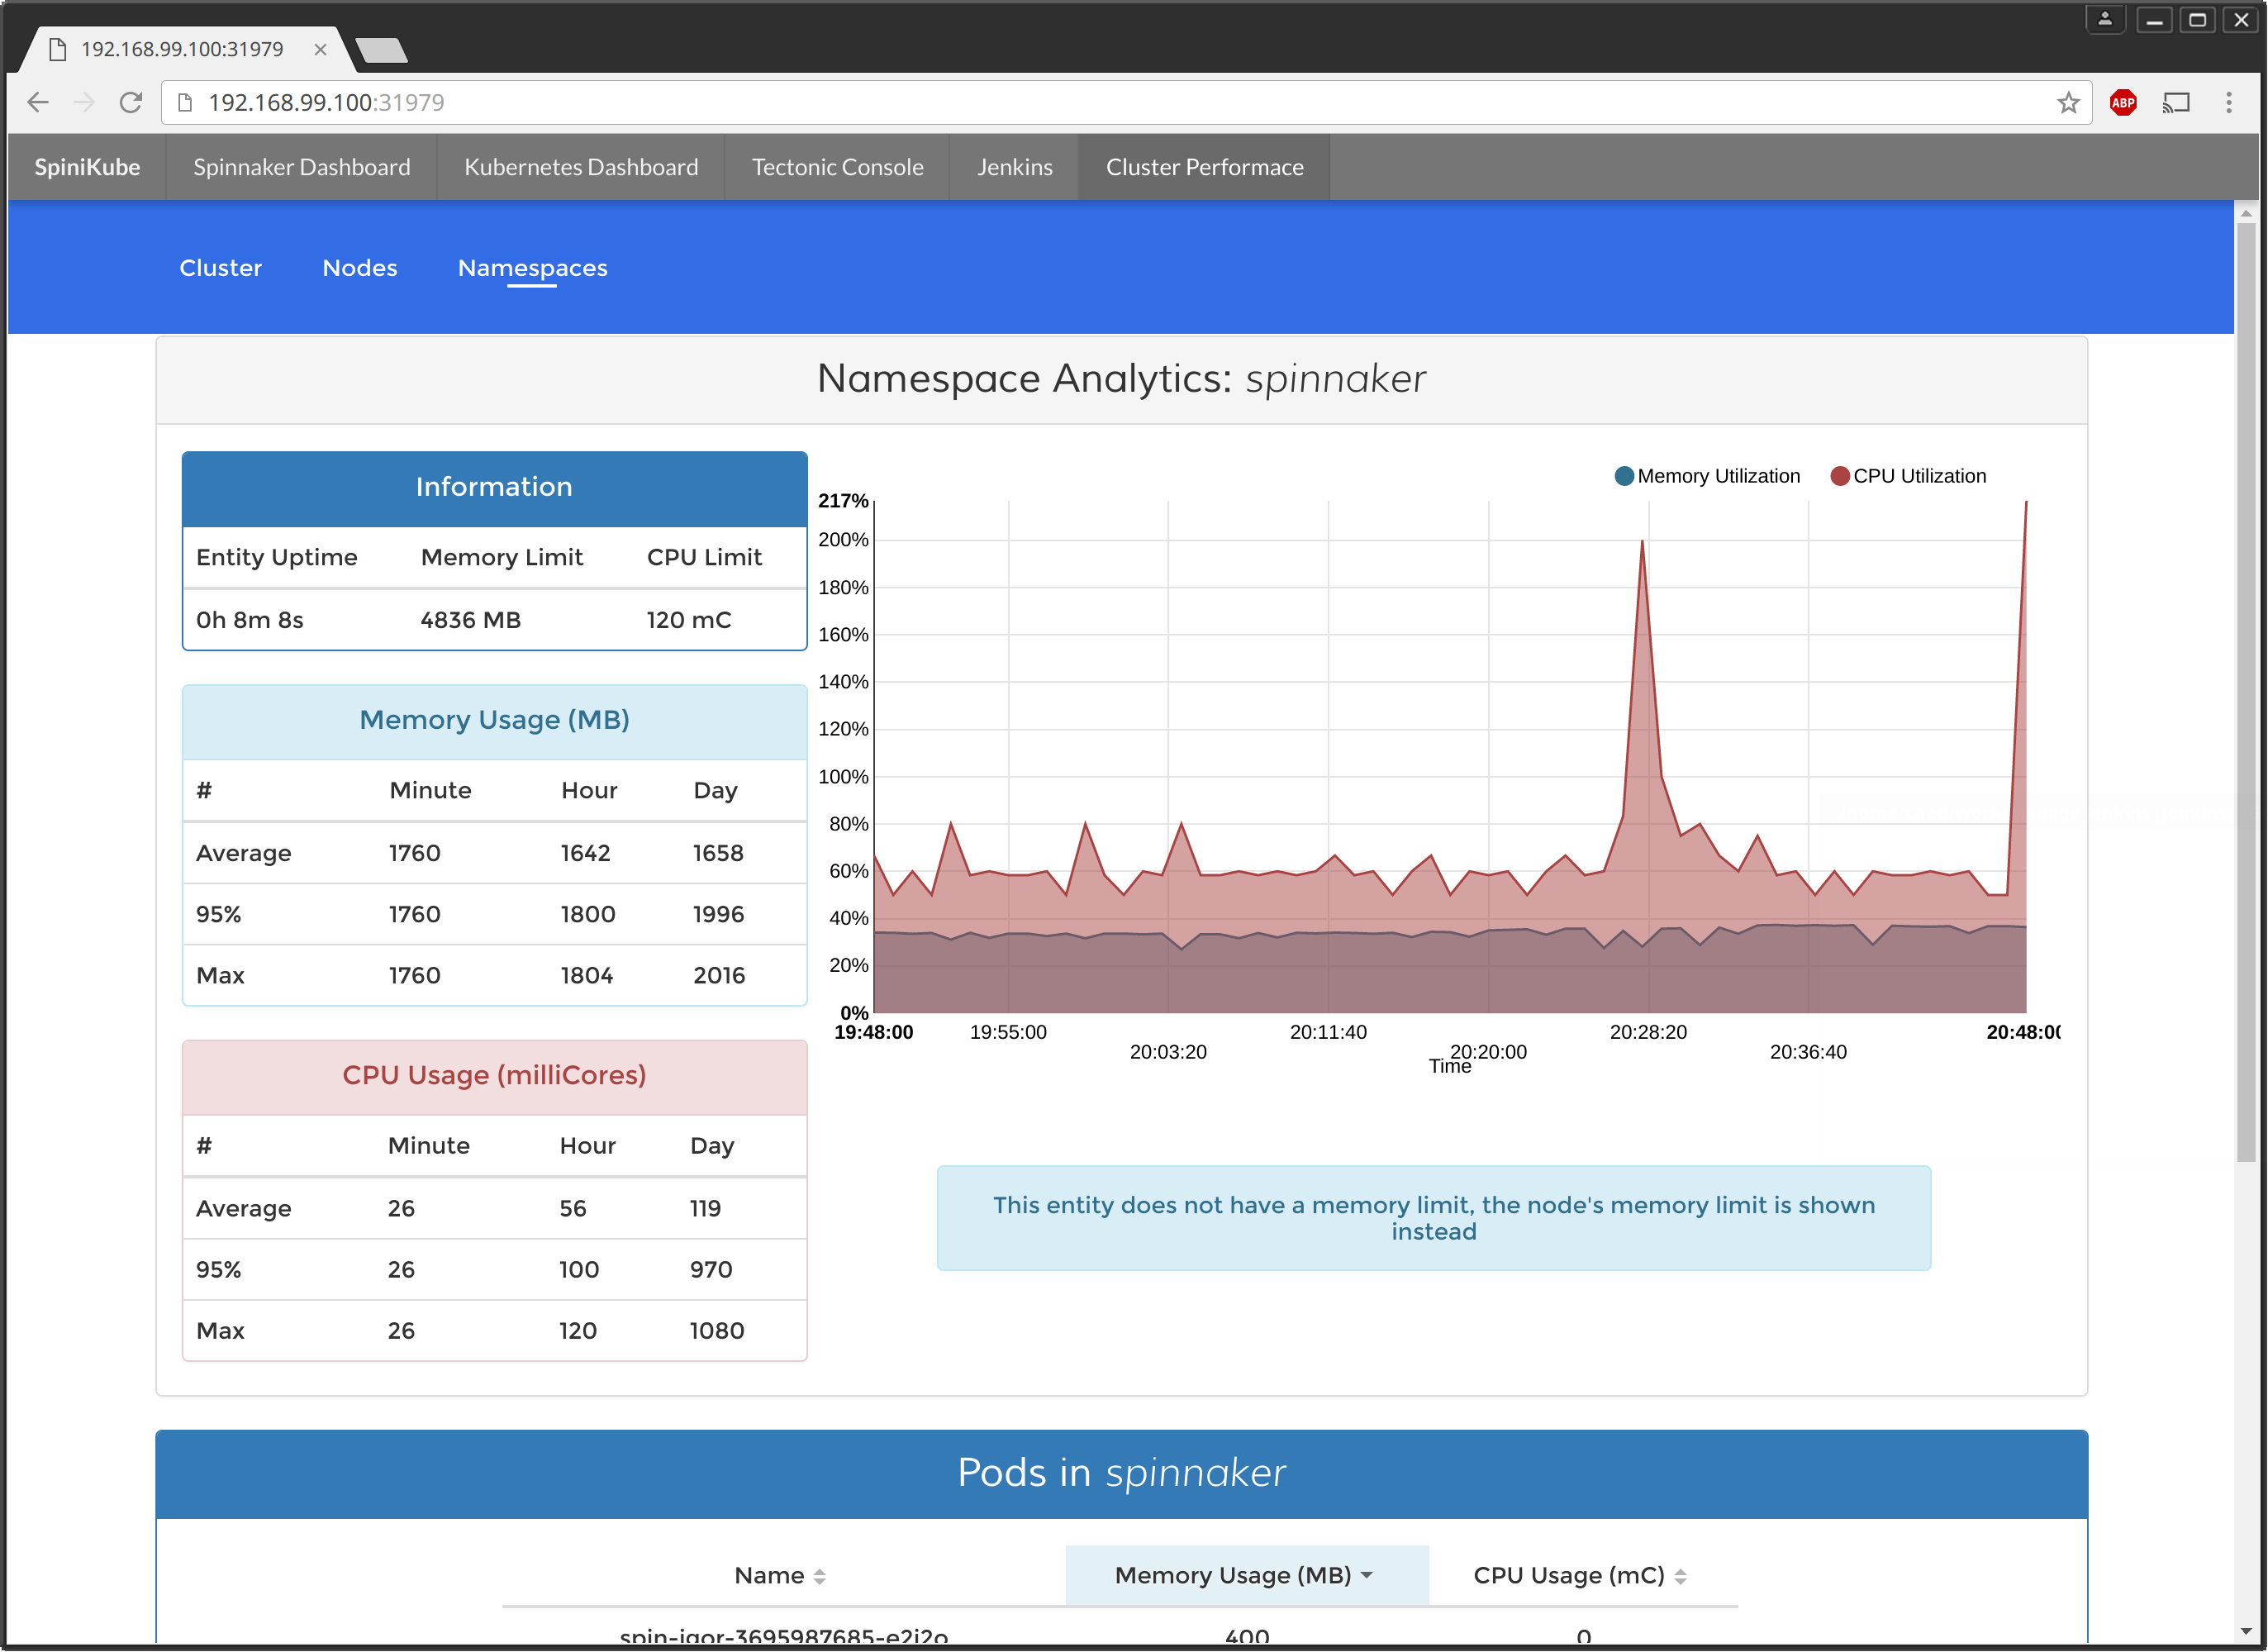 192.168.99.100:31979
192.168.99.100:31979
ABP
SpiniKube Spinnaker Dashboard Kubernetes Dashboard Tectonic Console Jenkins Cluster Performace
Cluster Nodes Namespaces
Namespace Analytics: spinnaker
Information
Entity Uptime Memory Limit CPU Limit
0h 8m 8s 4836 MB 120 mC
Memory Usage (MB)
# Minute Hour Day
Average 1760 1642 1658
95% 1760 1800 1996
Max 1760 1804 2016
CPU Usage (milliCores)
# Minute Hour Day
Average 26 56 119
95% 26 100 970
Max 26 120 1080
Memory Utilization CPU Utilization
217%
200%
180%
160%
140%
120%
100%
80%
60%
40%
20%
0%
19:48:00 19:55:00 20:11:40 20:28:20 20:48:00
20:03:20 20:20:00 20:36:40
Time
This entity does not have a memory limit, the node's memory limit is shown
instead
Pods in spinnaker
Name Memory Usage (MB) CPU Usage (mC)
spin-igor-3695987685-e2i2o 400 0